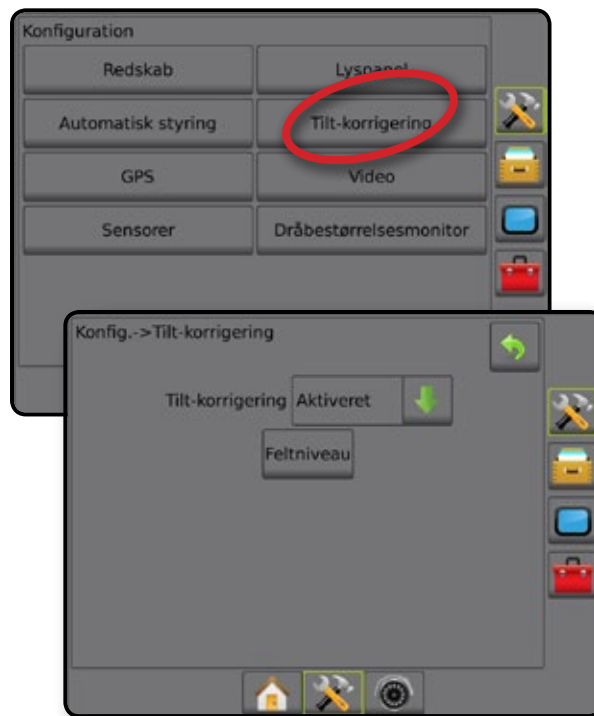 Konfiguration
Redskab
Lyspanel
Automatisk styring
Tilt-korrigering
GPS
Video
Sensorer
Dråbestørrelsesmonitor
Konfig.->Tilt-korrigering
Tilt-korrigering Aktiveret
Feltniveau